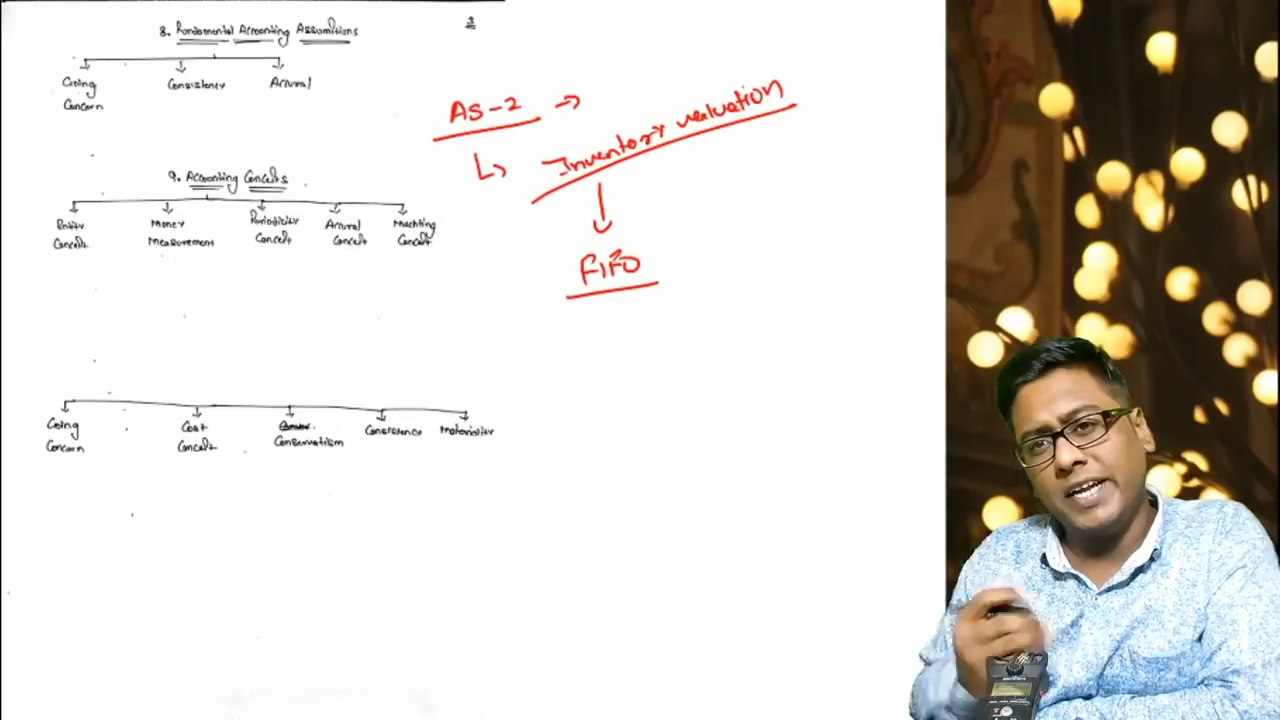 3
8. Fundamental Accounting Assumptions
Going Concern
Consistency
Accrual
9. Accounting Concepts
Entity Concept
Money Measurement
Periodicity Concept
Accrual Concept
Matching Concept
Going Concern
Cost Concept
Conservatism
Consistency
Materiality
AS-2 →
Inventory valuation
FIFO